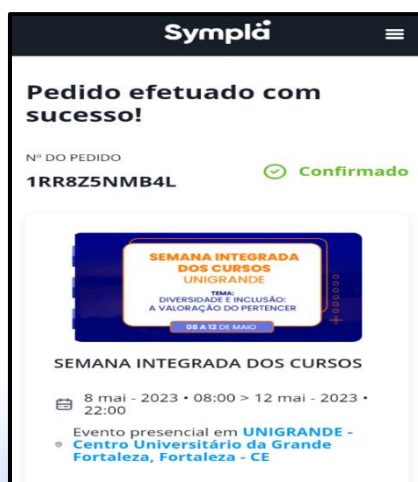 Sympla
Pedido efetuado com
sucesso!
Nº DO PEDIDO
1RR8Z5NMB4L
Confirmado
SEMANA INTEGRADA
DOS CURSOS
UNIGRANDE
TEMA:
DIVERSIDADE E INCLUSÃO:
A VALORAÇÃO DO PERTENCER
08 A 12 DE MAIO
SEMANA INTEGRADA DOS CURSOS
8 mai - 2023 • 08:00 > 12 mai - 2023 •
22:00
Evento presencial em UNIGRANDE -
Centro Universitário da Grande
Fortaleza, Fortaleza - CE